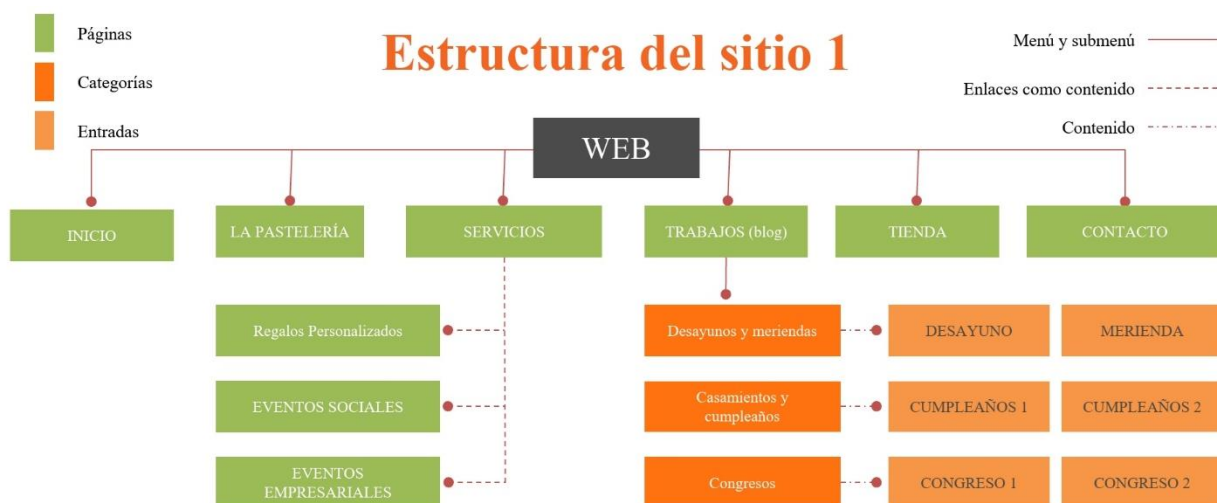 Páginas
Categorías
Entradas
Estructura del sitio 1
Menú y submenú
Enlaces como contenido
Contenido
WEB
INICIO
LA PASTELERÍA
SERVICIOS
TRABAJOS (blog)
TIENDA
CONTACTO
Regalos Personalizados
Desayunos y meriendas
DESAYUNO
MERIENDA
EVENTOS SOCIALES
Casamientos y
cumpleaños
CUMPLEAÑOS 1
CUMPLEAÑOS 2
EVENTOS
EMPRESARIALES
Congresos
CONGRESO 1
CONGRESO 2